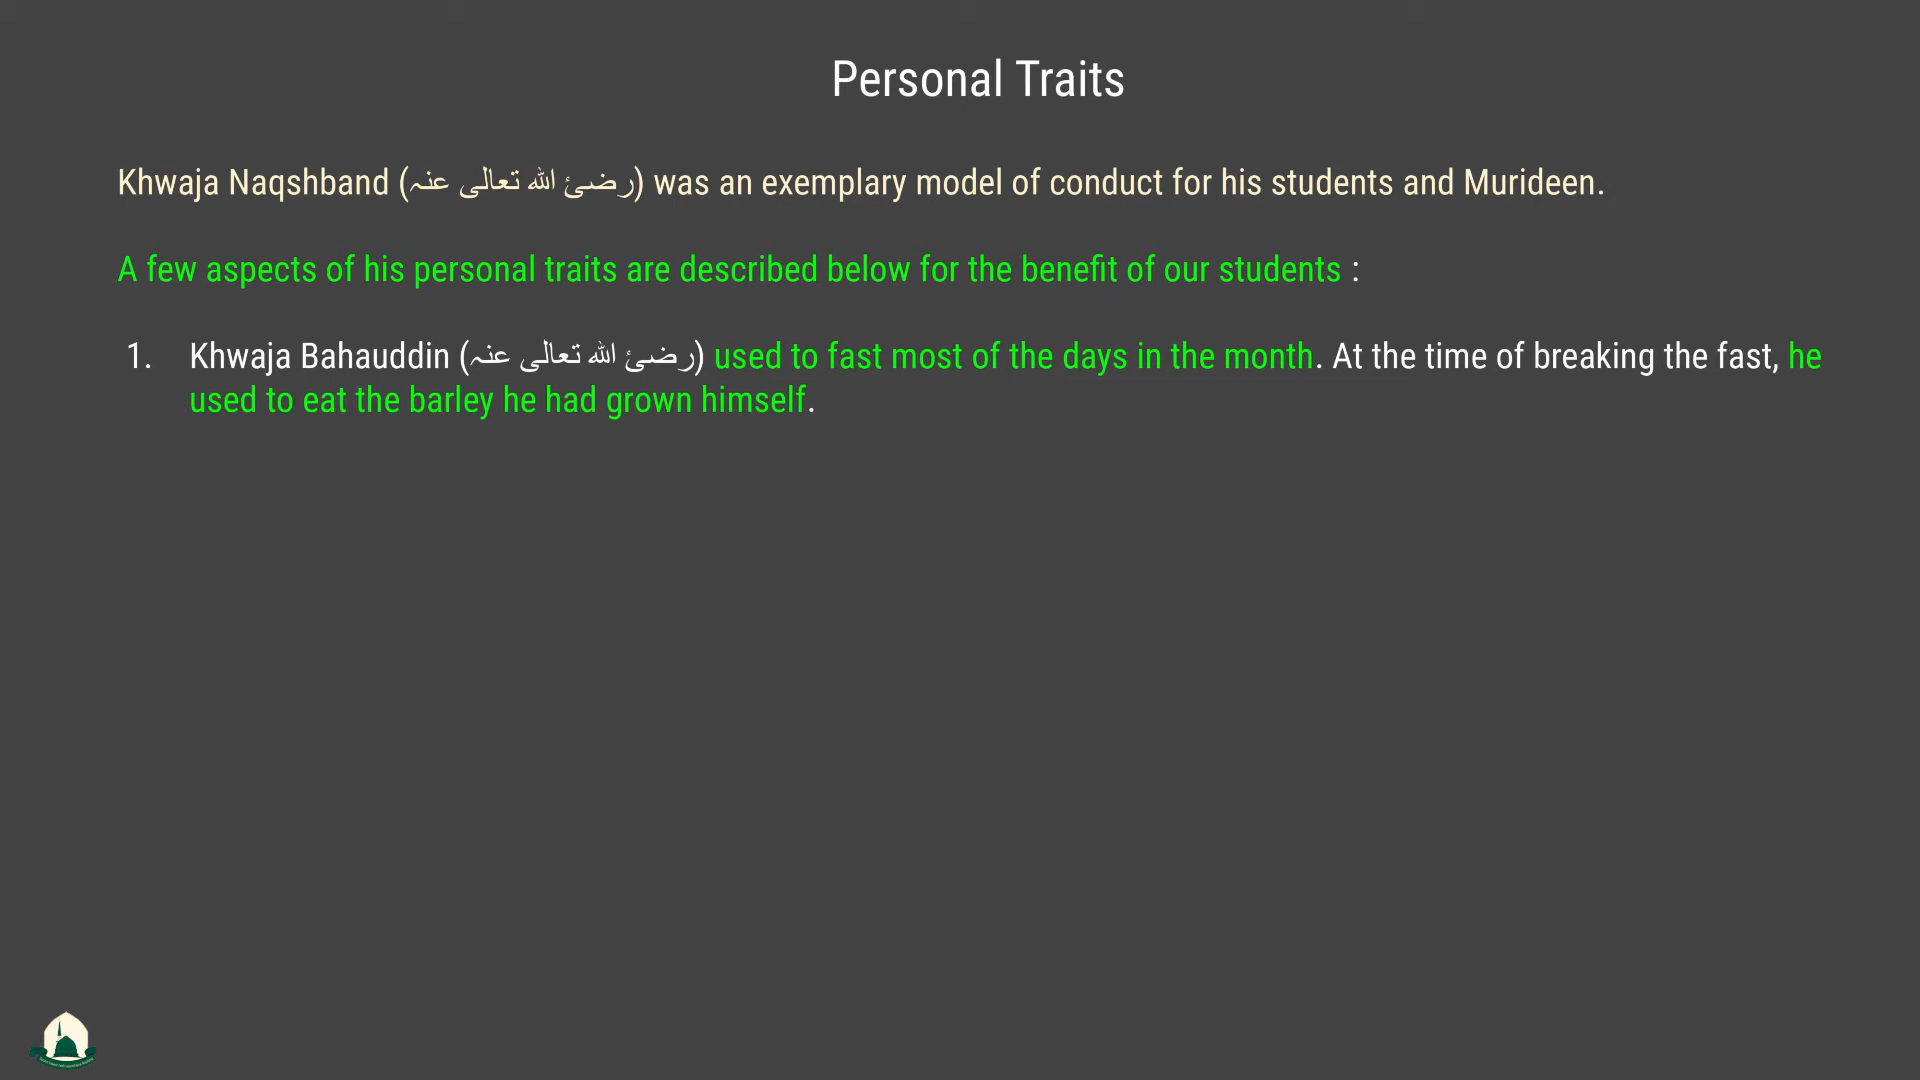 Personal Traits
Khwaja Naqshband (رضئ الله تعالی عنہ) was an exemplary model of conduct for his students and Murideen.
A few aspects of his personal traits are described below for the benefit of our students :
1. Khwaja Bahauddin (رضئ الله تعالی عنہ) used to fast most of the days in the month. At the time of breaking the fast, he
used to eat the barley he had grown himself.